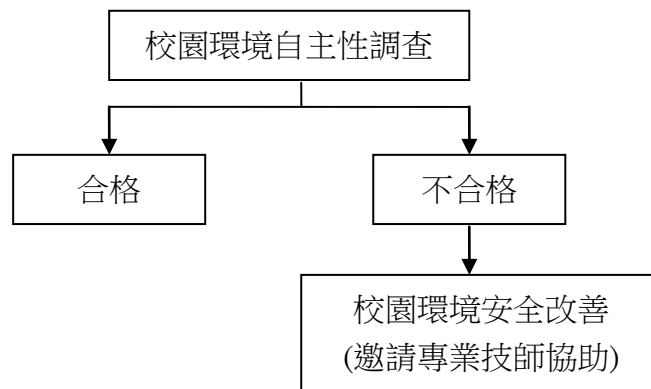 校園環境自主性調查
合格
不合格
校園環境安全改善
(邀請專業技師協助)